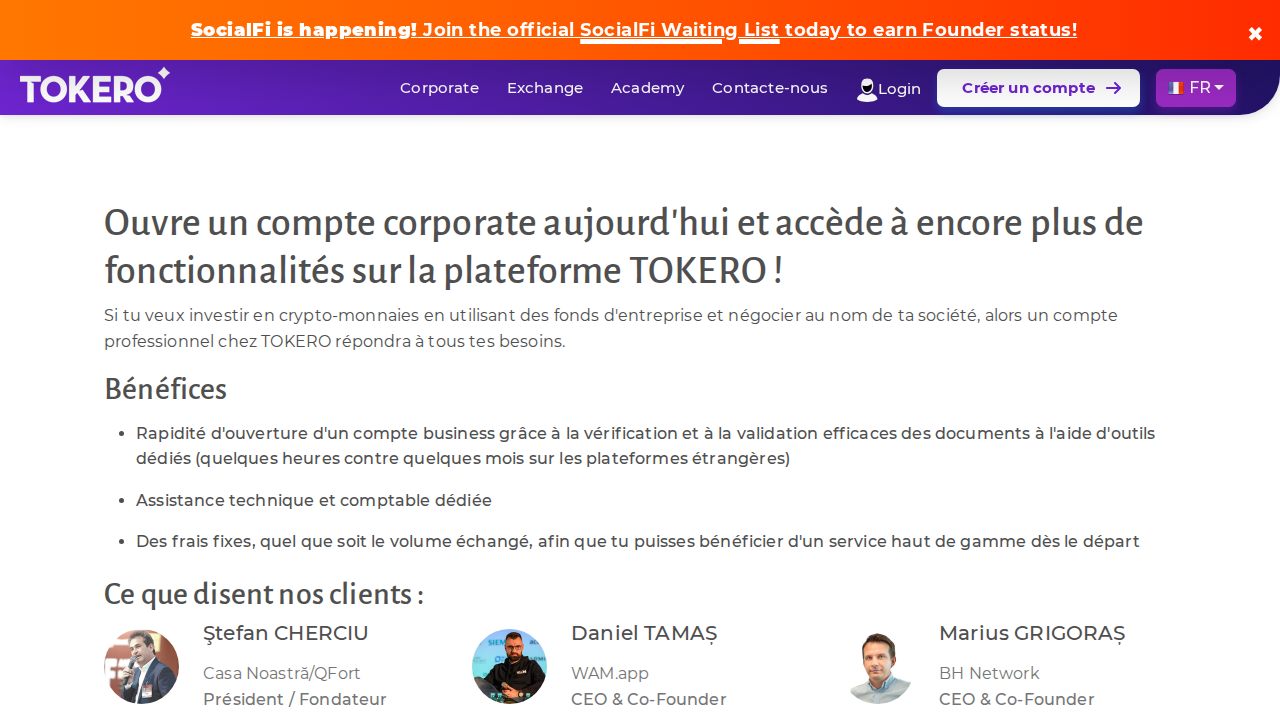 SocialFi is happening! Join the official SocialFi Waiting List today to earn Founder status!
TOKERO
Corporate Exchange Academy Contacte-nous Login Créer un compte FR
Ouvre un compte corporate aujourd'hui et accède à encore plus de
fonctionnalités sur la plateforme TOKERO !
Si tu veux investir en crypto-monnaies en utilisant des fonds d'entreprise et négocier au nom de ta société, alors un compte
professionnel chez TOKERO répondra à tous tes besoins.
Bénéfices
• Rapidité d'ouverture d'un compte business grâce à la vérification et à la validation efficaces des documents à l'aide d'outils
dédiés (quelques heures contre quelques mois sur les plateformes étrangères)
• Assistance technique et comptable dédiée
• Des frais fixes, quel que soit le volume échangé, afin que tu puisses bénéficier d'un service haut de gamme dès le départ
Ce que disent nos clients :
Ştefan CHERCIU
Casa Noastră/QFort
Président / Fondateur
Daniel TAMAȘ
WAM.app
CEO & Co-Founder
Marius GRIGORAȘ
BH Network
CEO & Co-Founder